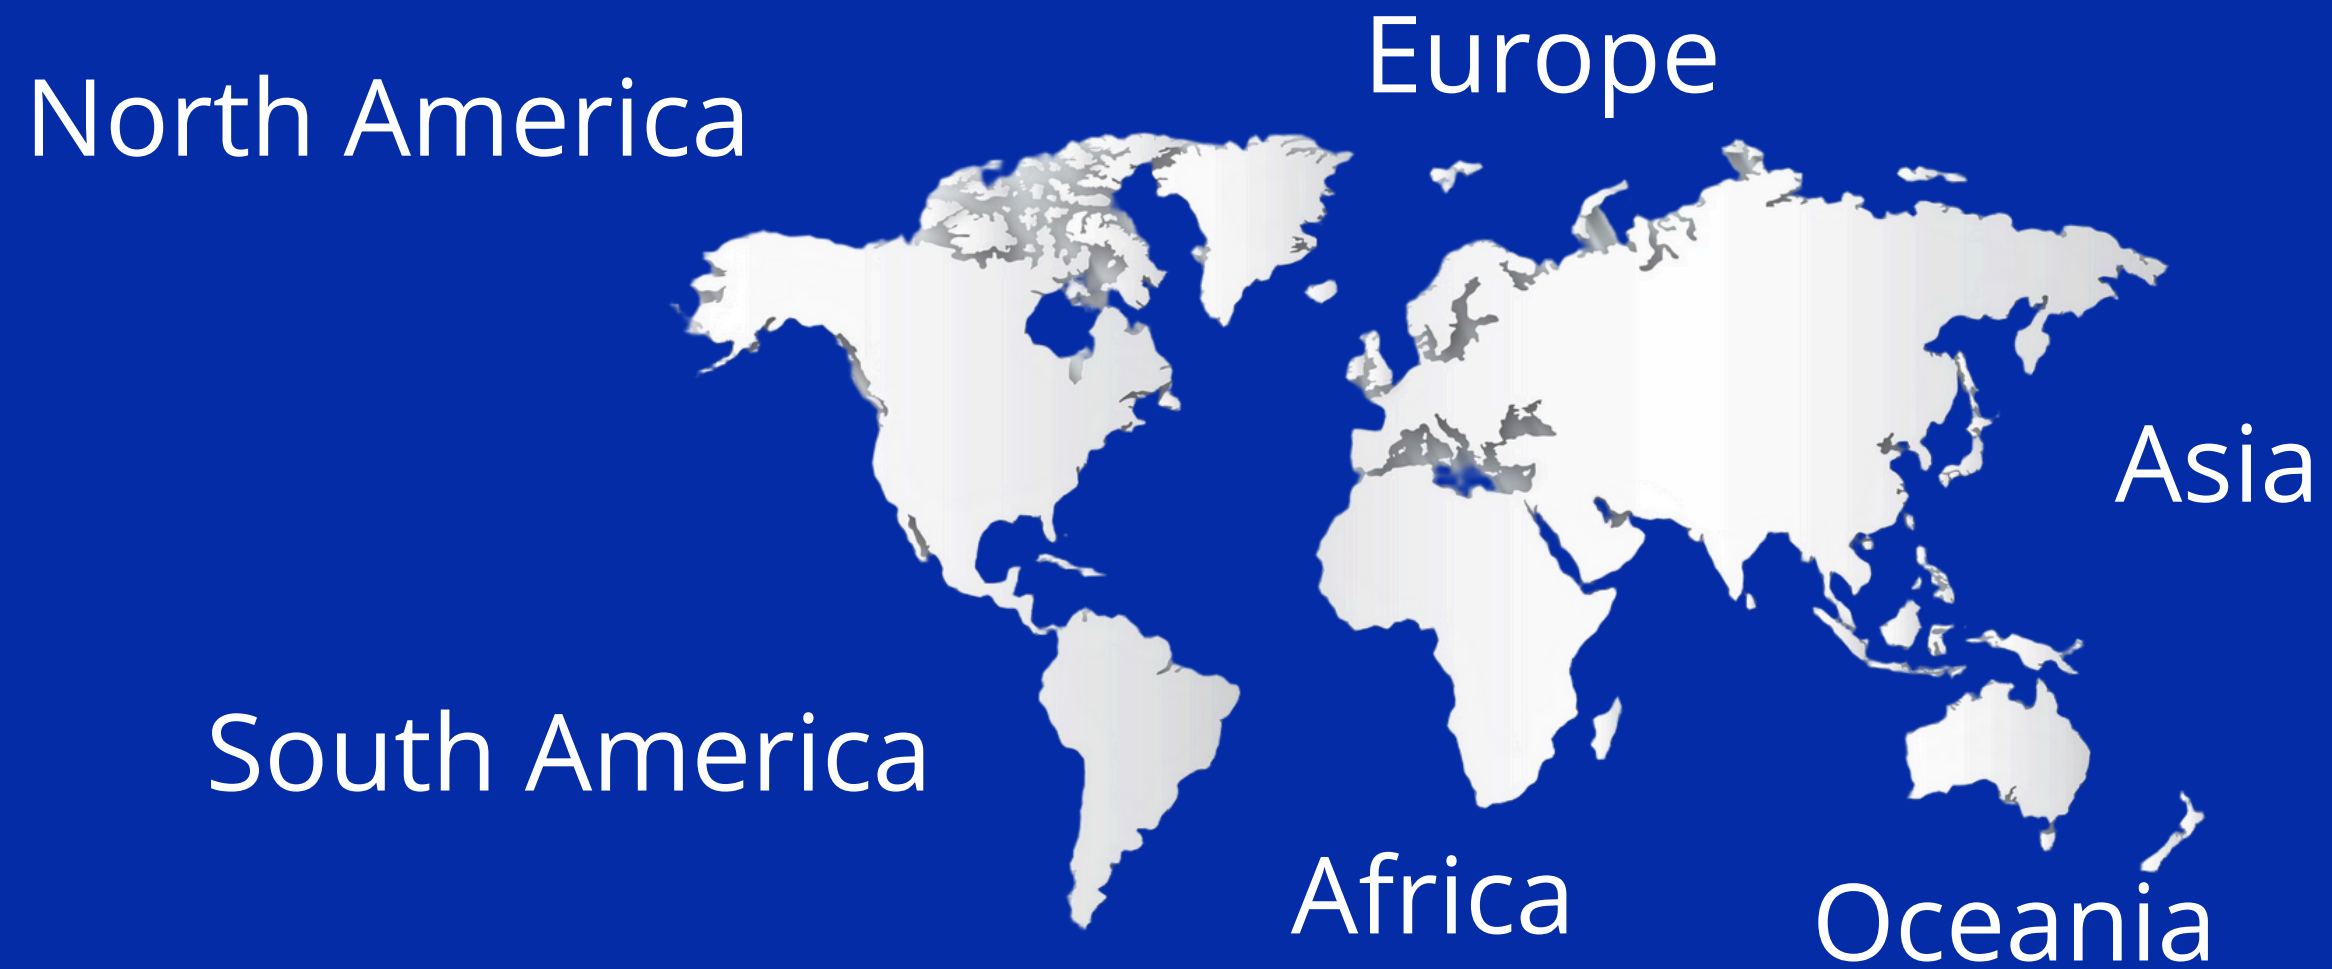 Europe
North America
Asia
South America
Africa
Oceania